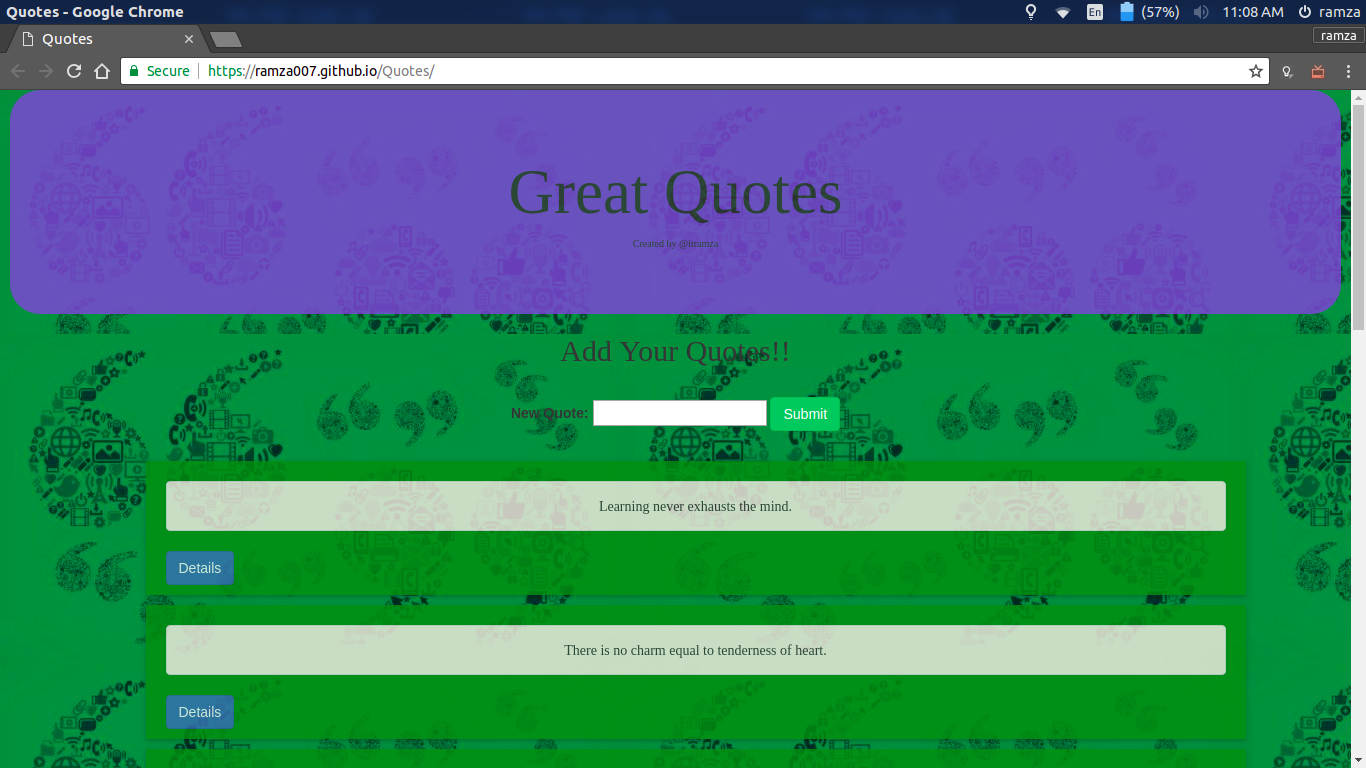 Quotes - Google Chrome
En
(57%)
11:08 AM
ramza
Quotes
ramza
Secure
https://ramza007.github.io/Quotes/
Great Quotes
Created by @itramza
Add Your Quotes!!
New Quote:
Submit
Learning never exhausts the mind.
Details
There is no charm equal to tenderness of heart.
Details